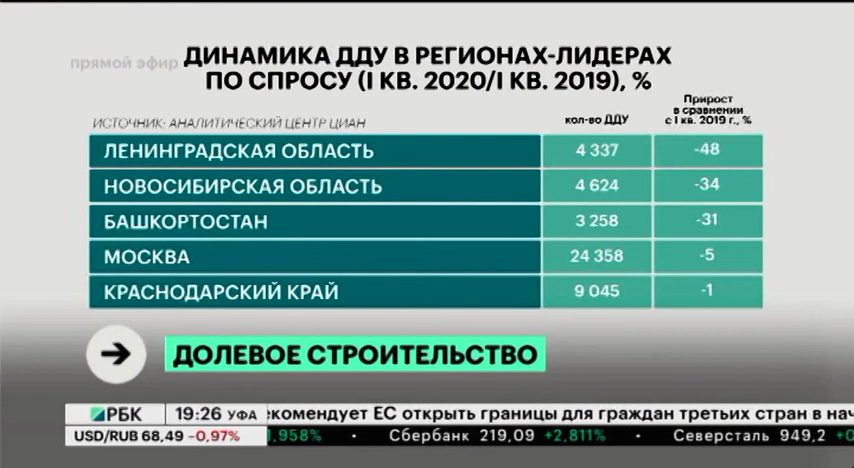 прямой эфир
ДИНАМИКА ДДУ В РЕГИОНАХ-ЛИДЕРАХ
ПО СПРОСУ (I КВ. 2020/I КВ. 2019), %
ИСТОЧНИК: АНАЛИТИЧЕСКИЙ ЦЕНТР ЦИАН
кол-во ДДУ
Прирост
в сравнении
с I кв. 2019 г., %
ЛЕНИНГРАДСКАЯ ОБЛАСТЬ 4 337 -48
НОВОСИБИРСКАЯ ОБЛАСТЬ 4 624 -34
БАШКОРТОСТАН 3 258 -31
МОСКВА 24 358 -5
КРАСНОДАРСКИЙ КРАЙ 9 045 -1
ДОЛЕВОЕ СТРОИТЕЛЬСТВО
РБК 19:26 УФА екомендует ЕС открыть границы для граждан третьих стран в нач
USD/RUB 68,49 -0,97% 1,958% • Сбербанк 219,09 +2,811% • Северсталь 949,2 +0